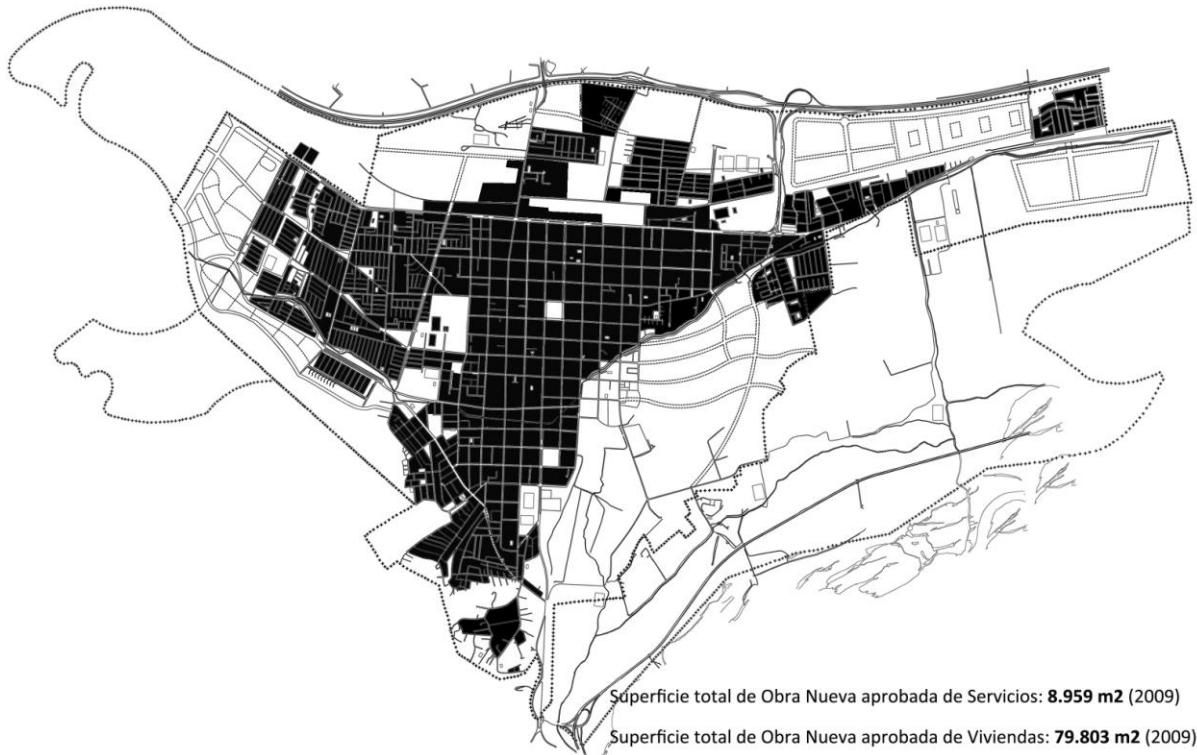 Superficie total de Obra Nueva aprobada de Servicios: 8.959 m2 (2009)
Superficie total de Obra Nueva aprobada de Viviendas: 79.803 m2 (2009)